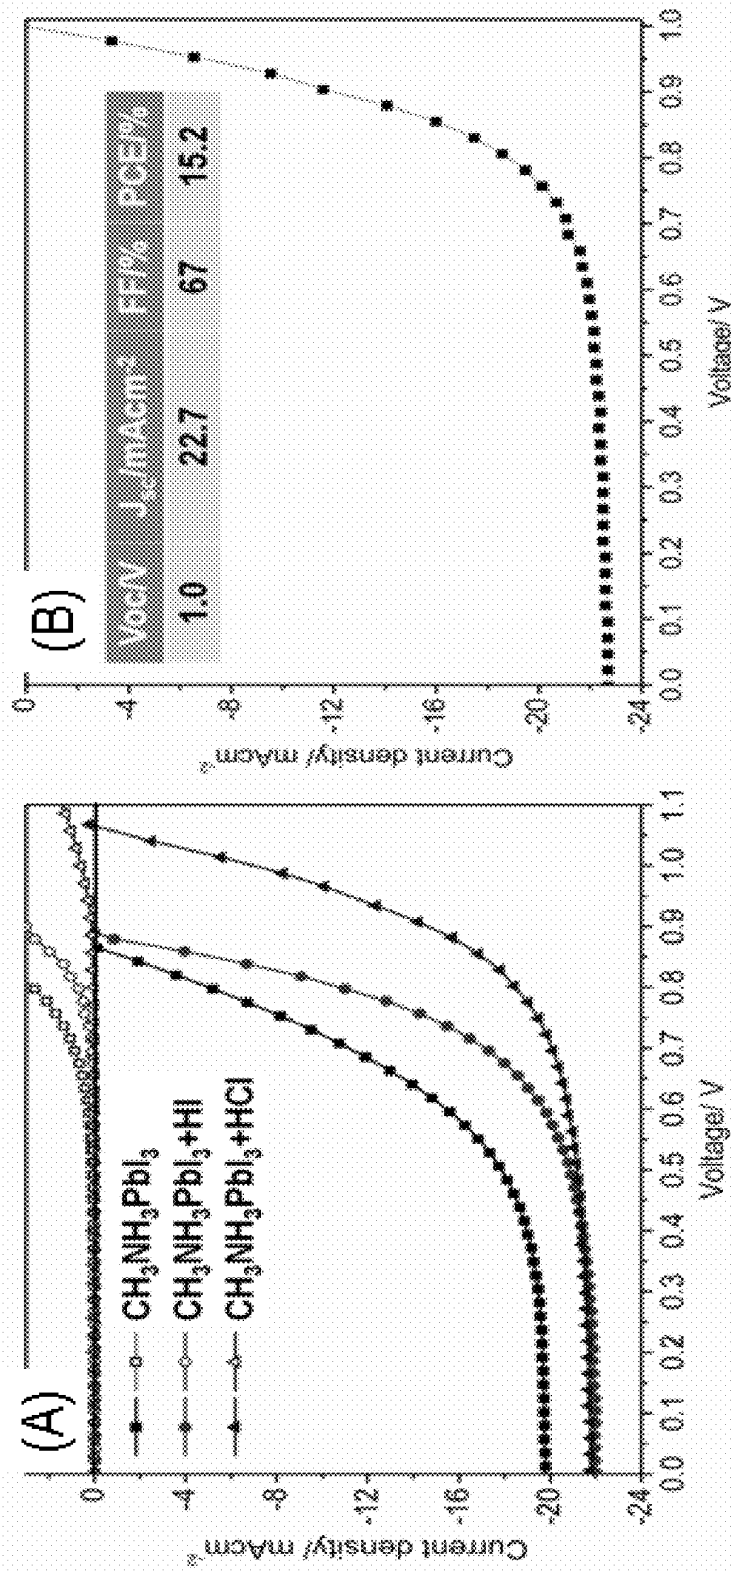 (A)
0
-4
-8
-12
-16
-20
-24
Current density/ mAcm⁻²
CH₃NH₃PbI₃
CH₃NH₃PbI₃+HI
CH₃NH₃PbI₃+HCl
0.0 0.1 0.2 0.3 0.4 0.5 0.6 0.7 0.8 0.9 1.0 1.1
Voltage/ V
(B)
0
-4
-8
-12
-16
-20
-24
Current density/ mAcm⁻²
Voc/V Jsc/mAcm⁻² FF/% PCE/%
1.0 22.7 67 15.2
0.0 0.1 0.2 0.3 0.4 0.5 0.6 0.7 0.8 0.9 1.0
Voltage/ V